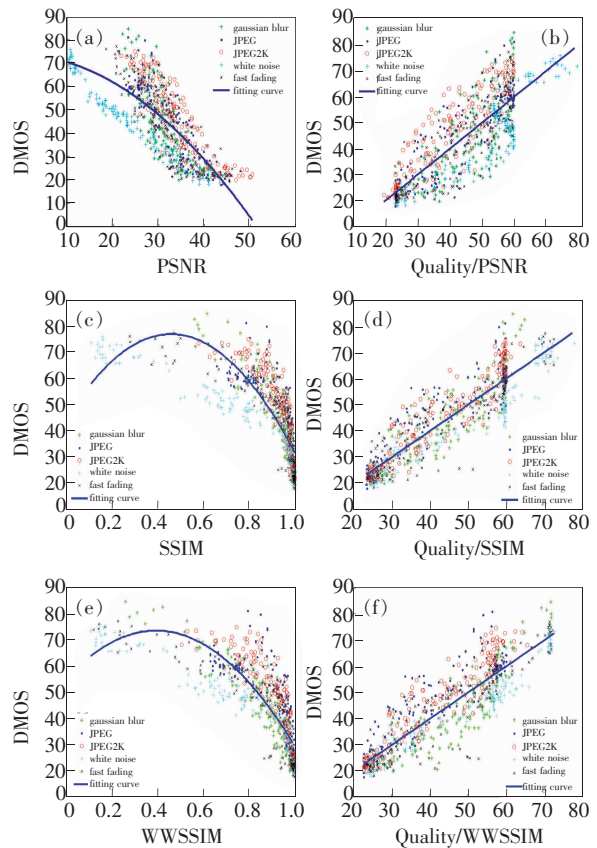 (a)
gaussian blur
JPEG
JPEG2K
white noise
fast fading
fitting curve
90
80
70
60
50
40
30
20
10
0
10 20 30 40 50 60
DMOS
PSNR
(b)
gaussian blur
jJPEG
jJPEG2K
white noise
fast fading
fitting curve
90
80
70
60
50
40
30
20
10
0
20 30 40 50 60 70 80
DMOS
Quality/PSNR
(c)
90
80
70
60
50
40
30
20
10
0
gaussian blur
JPEG
JPEG2K
white noise
fast fading
fitting curve
0 0.2 0.4 0.6 0.8 1.0
DMOS
SSIM
(d)
90
80
70
60
50
40
30
20
10
0
gaussian blur
JPEG
JPEG2K
white noise
fast fading
fitting curve
20 30 40 50 60 70 80
DMOS
Quality/SSIM
(e)
90
80
70
60
50
40
30
20
10
0
gaussian blur
JPEG
JPEG2K
white noise
fast fading
fitting curve
0 0.2 0.4 0.6 0.8 1.0
DMOS
WWSSIM
(f)
90
80
70
60
50
40
30
20
10
0
gaussian blur
JPEG
JPEG2K
white noise
fast fading
fitting curve
20 30 40 50 60 70 80
DMOS
Quality/WWSSIM